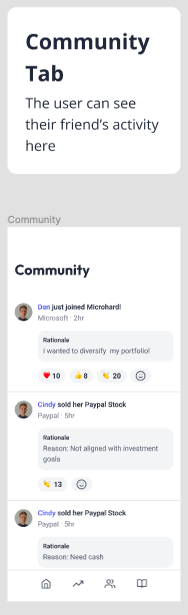 Community
Tab
The user can see
their friend's activity
here
Community
Community
Dan just joined Microhard!
Microsoft · 2hr
Rationale
I wanted to diversify my portfolio!
❤️ 10 👍 8 👏 20
Cindy sold her Paypal Stock
Paypal · 5hr
Rationale
Reason: Not aligned with investment
goals
👏 13
Cindy sold her Paypal Stock
Paypal · 5hr
Rationale
Reason: Need cash